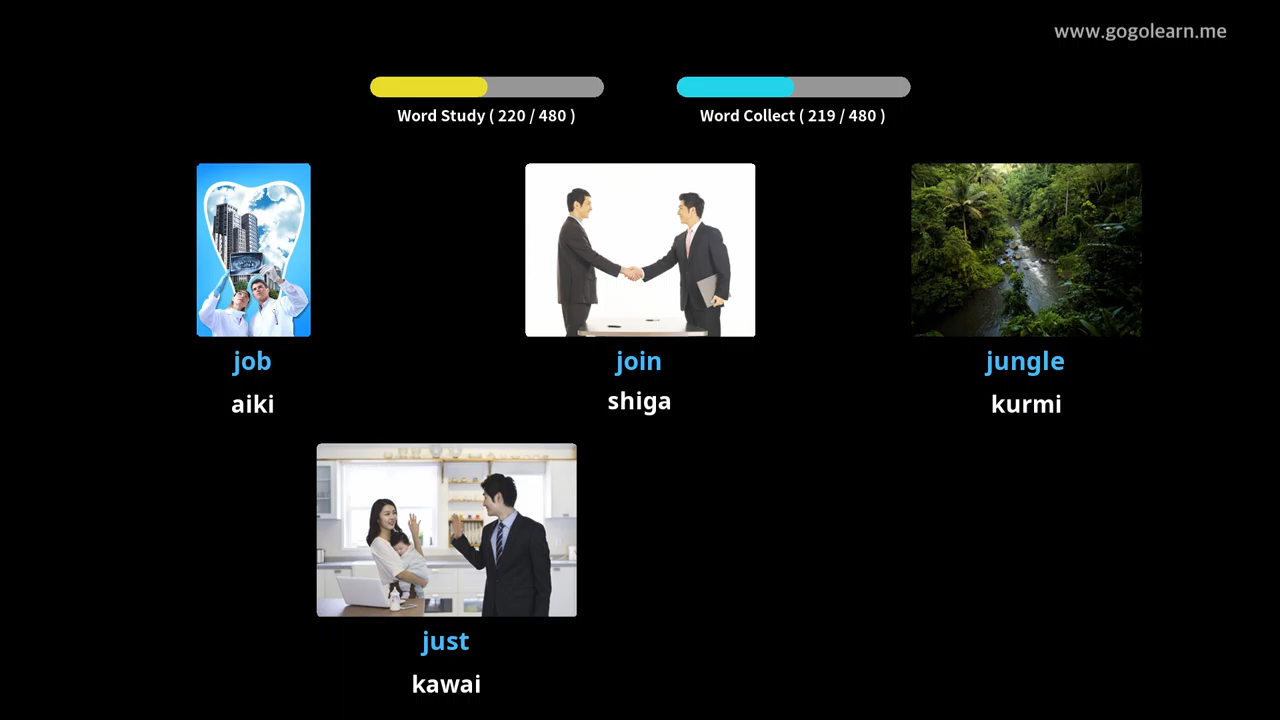 www.gogolearn.me
Word Study ( 220 / 480 )
Word Collect ( 219 / 480 )
job
aiki
join
shiga
jungle
kurmi
just
kawai